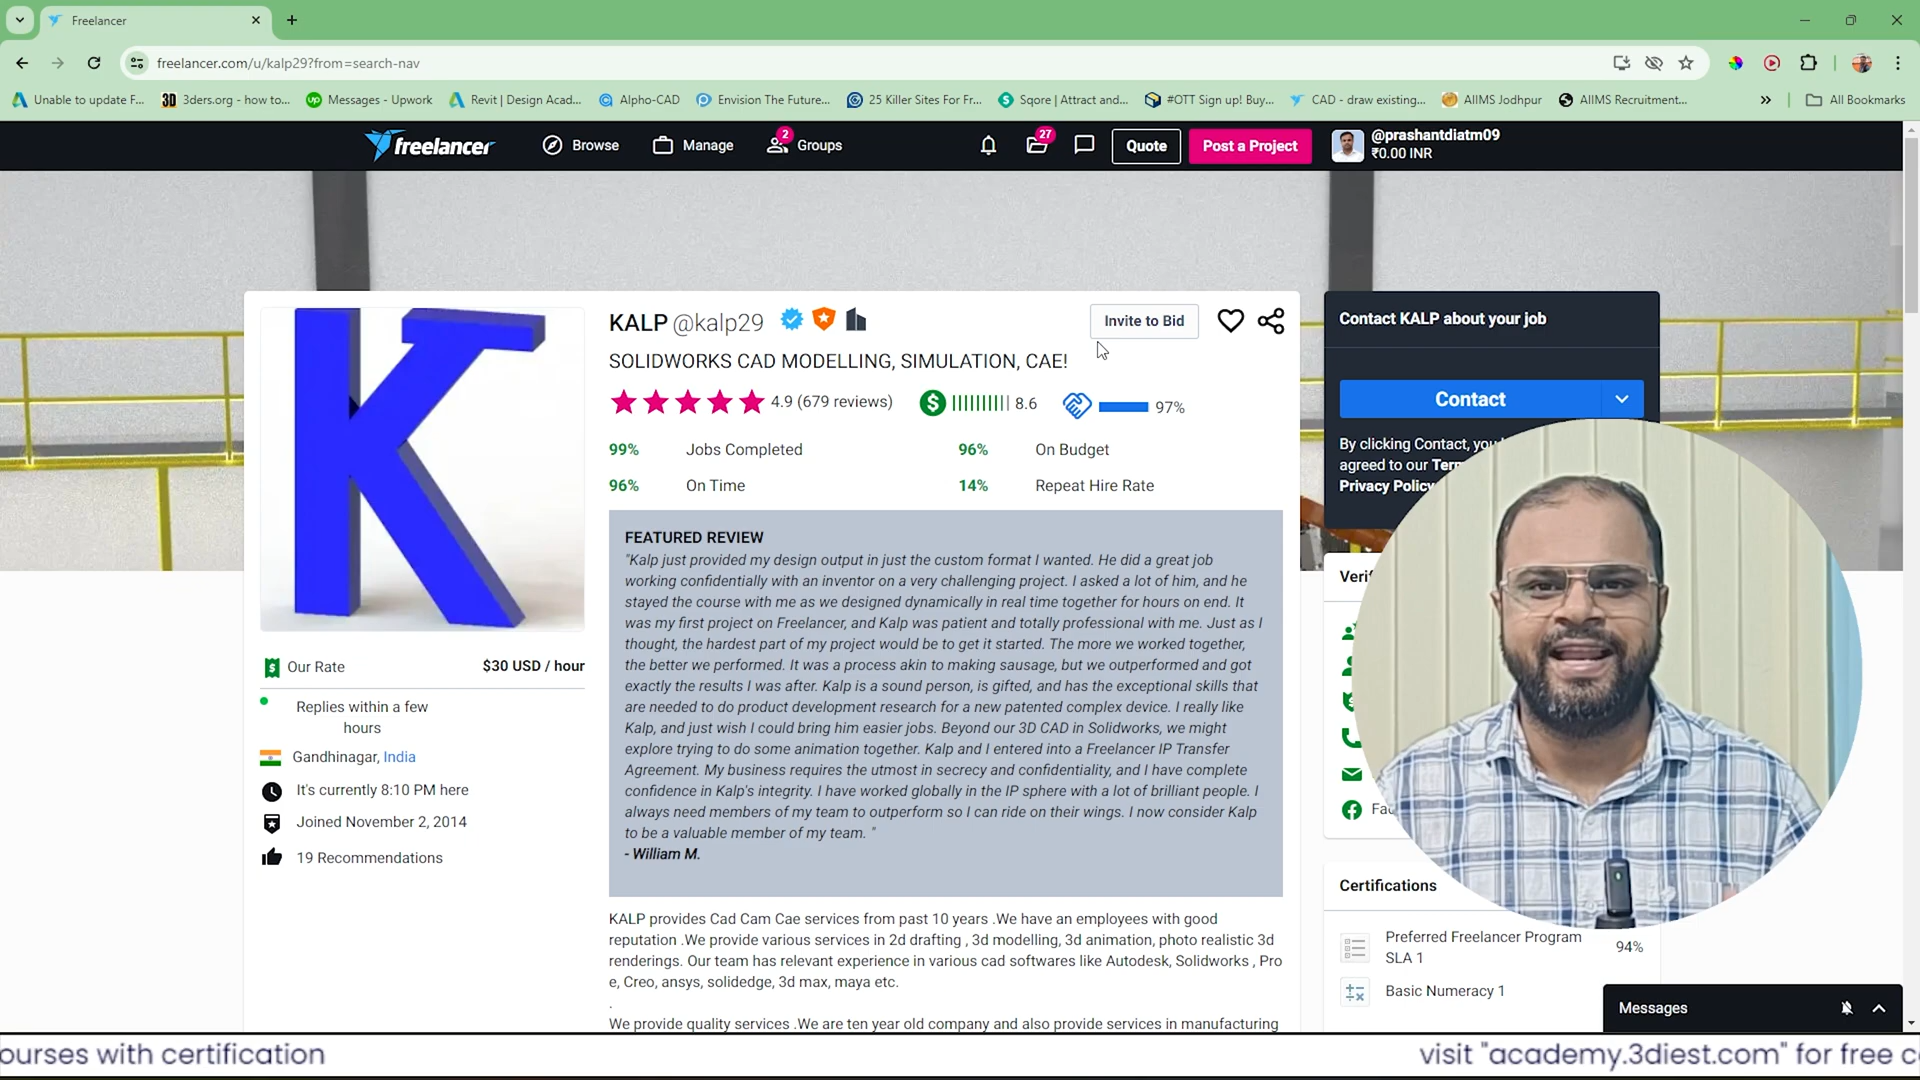 Freelancer
freelancer.com/u/kalp29?from=search-nav
Unable to update F...
3ders.org - how to...
Messages - Upwork
Revit | Design Acad...
Alpho-CAD
Envision The Future...
25 Killer Sites For Fr...
Sqore | Attract and...
#OTT Sign up! Buy...
CAD - draw existing...
AIIMS Jodhpur
AIIMS Recruitment...
All Bookmarks
freelancer
Browse
Manage
2
Groups
27
Quote
Post a Project
@prashantdiatm09
₹0.00 INR
KALP @kalp29
Invite to Bid
SOLIDWORKS CAD MODELLING, SIMULATION, CAE!
4.9 (679 reviews)
8.6
97%
99% Jobs Completed
96% On Budget
96% On Time
14% Repeat Hire Rate
FEATURED REVIEW
"Kalp just provided my design output in just the custom format I wanted. He did a great job
working confidentially with an inventor on a very challenging project. I asked a lot of him, and he
stayed the course with me as we designed dynamically in real time together for hours on end. It
was my first project on Freelancer, and Kalp was patient and totally professional with me. Just as I
thought, the hardest part of my project would be to get it started. The more we worked together,
the better we performed. It was a process akin to making sausage, but we outperformed and got
exactly the results I was after. Kalp is a sound person, is gifted, and has the exceptional skills that
are needed to do product development research for a new patented complex device. I really like
Kalp, and just wish I could bring him easier jobs. Beyond our 3D CAD in Solidworks, we might
explore trying to do some animation together. Kalp and I entered into a Freelancer IP Transfer
Agreement. My business requires the utmost in secrecy and confidentiality, and I have complete
confidence in Kalp's integrity. I have worked globally in the IP sphere with a lot of brilliant people. I
always need members of my team to outperform so I can ride on their wings. I now consider Kalp
to be a valuable member of my team. "
- William M.
KALP provides Cad Cam Cae services from past 10 years .We have an employees with good
reputation .We provide various services in 2d drafting , 3d modelling, 3d animation, photo realistic 3d
renderings. Our team has relevant experience in various cad softwares like Autodesk, Solidworks , Pro
e, Creo, ansys, solidedge, 3d max, maya etc.
.
We provide quality services .We are ten year old company and also provide services in manufacturing
K
Our Rate
$30 USD / hour
Replies within a few
hours
Gandhinagar, India
It's currently 8:10 PM here
Joined November 2, 2014
19 Recommendations
Contact KALP about your job
Contact
By clicking Contact, you
agreed to our
Privacy Policy
Certifications
Preferred Freelancer Program
SLA 1
94%
Basic Numeracy 1
Messages
ourses with certification
visit "academy.3diest.com" for free c